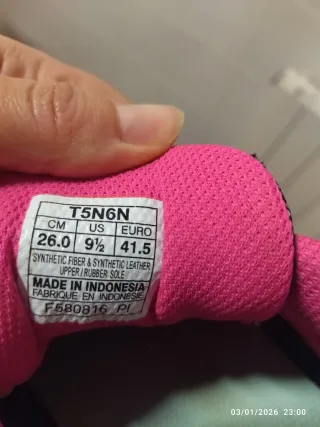 T5N6N
CM US EURO
26.0 9½ 41.5
SYNTHETIC FIBER & SYNTHETIC LEATHER
UPPER / RUBBER SOLE
MADE IN INDONESIA
FABRIQUE EN INDONESIE
F580816 PI
03/01/2026 23:00